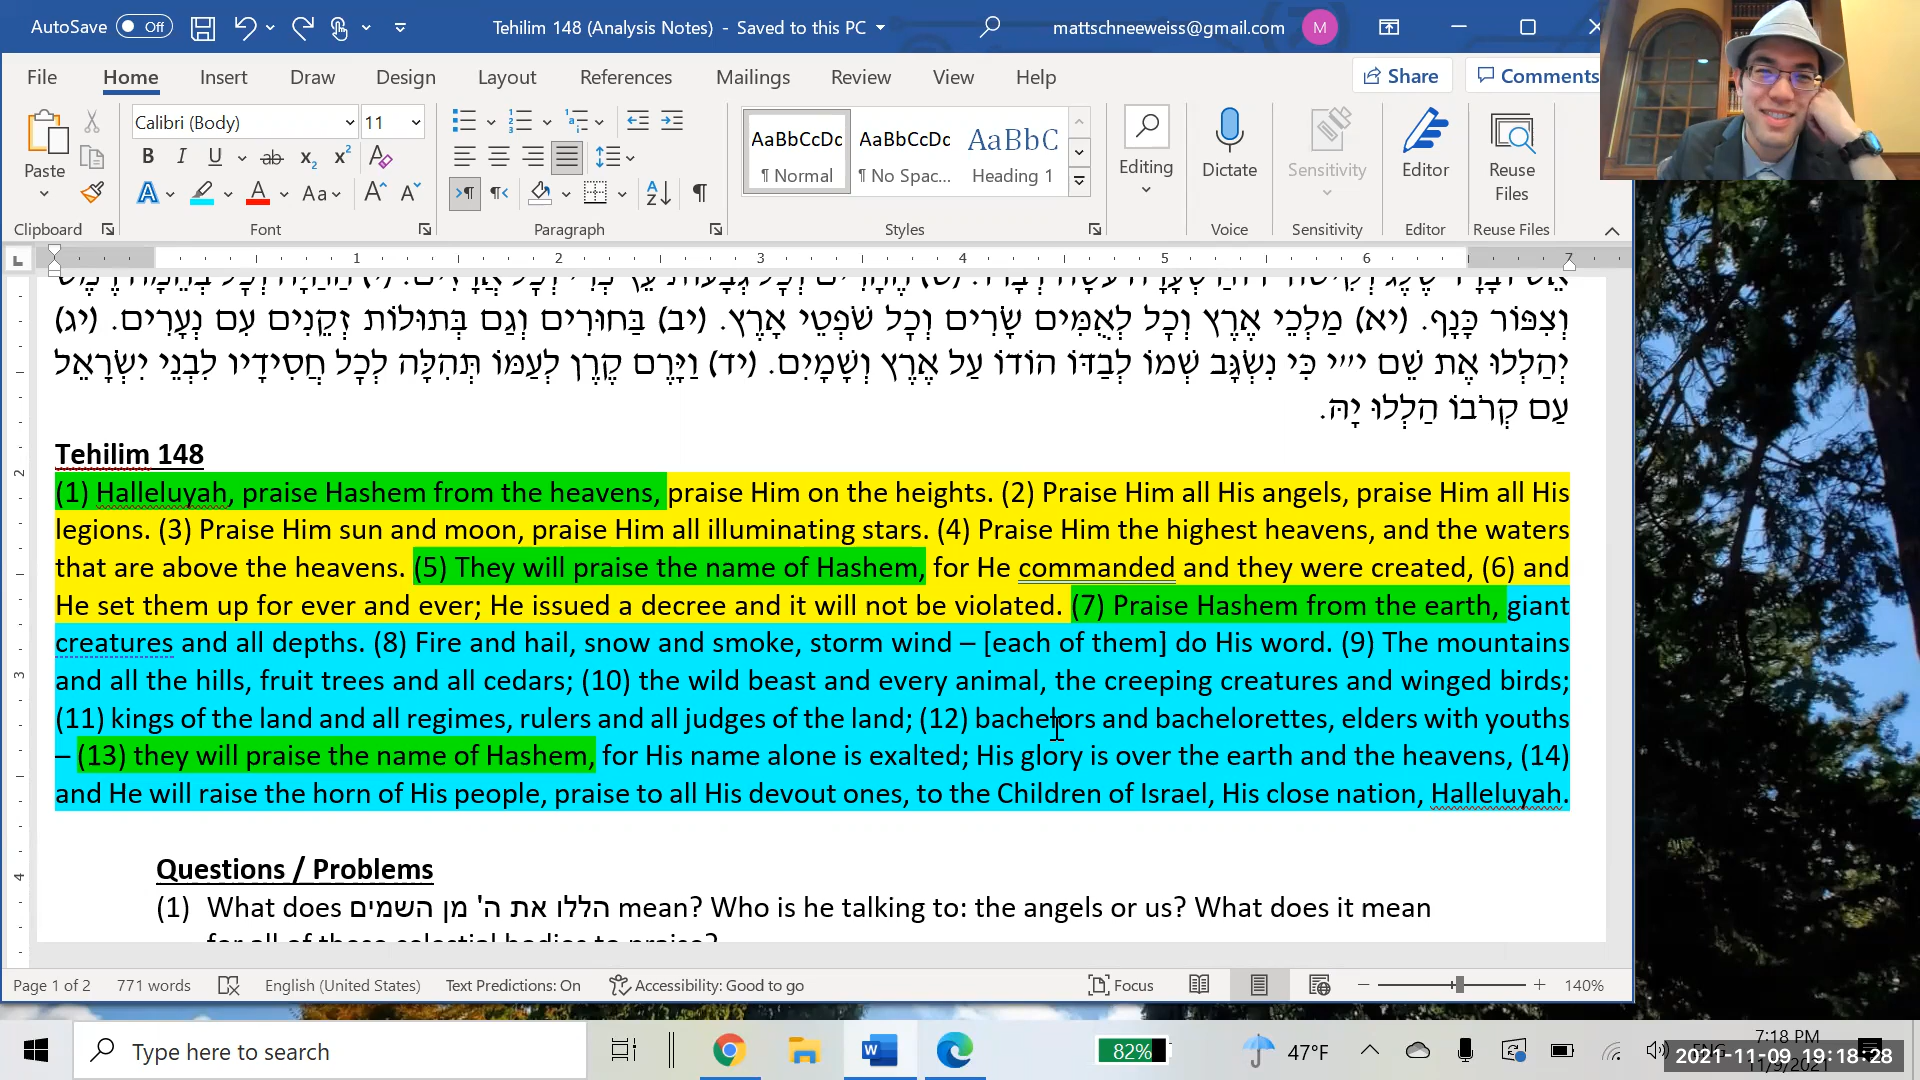 AutoSave Off Tehilim 148 (Analysis Notes) - Saved to this PC mattschneeweiss@gmail.com M
File Home Insert Draw Design Layout References Mailings Review View Help Share Comments
Calibri (Body) 11
AaBbCcDc AaBbCcDc AaBbC
¶ Normal ¶ No Spac... Heading 1
Paste
Editing Dictate Sensitivity Editor Reuse Files
Clipboard Font Paragraph Styles Voice Sensitivity Editor Reuse Files
1 2 3 4 5 6 7
וְצִפּוֹר כָּנָף. (יא) מַלְכֵי אֶרֶץ וְכָל לְאֻמִּים שָׂרִים וְכָל שֹׁפְטֵי אָרֶץ. (יב) בַּחוּרִים וְגַם בְּתוּלוֹת זְקֵנִים עִם נְעָרִים. (יג)
יְהַלְלוּ אֶת שֵׁם י״י כִּי נִשְׂגָּב שְׁמוֹ לְבַדּוֹ הוֹדוֹ עַל אֶרֶץ וְשָׁמָיִם. (יד) וַיָּרֶם קֶרֶן לְעַמּוֹ תְּהִלָּה לְכָל חֲסִידָיו לִבְנֵי יִשְׂרָאֵל
עַם קְרֹבוֹ הַלְלוּ יָהּ.
Tehilim 148
(1) Halleluyah, praise Hashem from the heavens, praise Him on the heights. (2) Praise Him all His angels, praise Him all His
legions. (3) Praise Him sun and moon, praise Him all illuminating stars. (4) Praise Him the highest heavens, and the waters
that are above the heavens. (5) They will praise the name of Hashem, for He commanded and they were created, (6) and
He set them up for ever and ever; He issued a decree and it will not be violated. (7) Praise Hashem from the earth, giant
creatures and all depths. (8) Fire and hail, snow and smoke, storm wind – [each of them] do His word. (9) The mountains
and all the hills, fruit trees and all cedars; (10) the wild beast and every animal, the creeping creatures and winged birds;
(11) kings of the land and all regimes, rulers and all judges of the land; (12) bachelors and bachelorettes, elders with youths
– (13) they will praise the name of Hashem, for His name alone is exalted; His glory is over the earth and the heavens, (14)
and He will raise the horn of His people, praise to all His devout ones, to the Children of Israel, His close nation, Halleluyah.
Questions / Problems
(1) What does הללו את ה' מן השמים mean? Who is he talking to: the angels or us? What does it mean
for all of these celestial bodies to praise?
Page 1 of 2 771 words English (United States) Text Predictions: On Accessibility: Good to go Focus 140%
Type here to search 82% 47°F 7:18 PM
2021-11-09 19:18:28